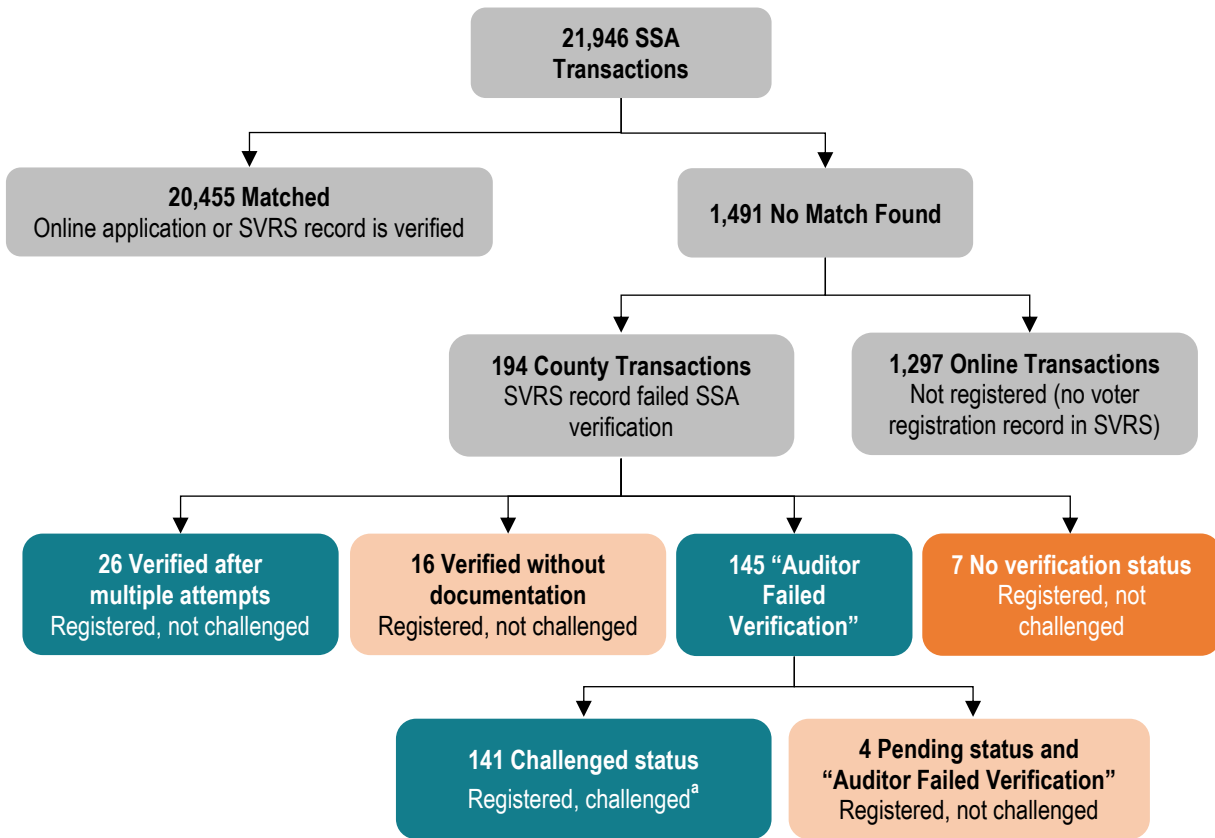 21,946 SSA
Transactions
20,455 Matched
Online application or SVRS record is verified
1,491 No Match Found
194 County Transactions
SVRS record failed SSA
verification
1,297 Online Transactions
Not registered (no voter
registration record in SVRS)
26 Verified after
multiple attempts
Registered, not challenged
16 Verified without
documentation
Registered, not challenged
145 “Auditor
Failed
Verification”
7 No verification status
Registered, not
challenged
141 Challenged status
Registered, challengedᵃ
4 Pending status and
“Auditor Failed Verification”
Registered, not challenged